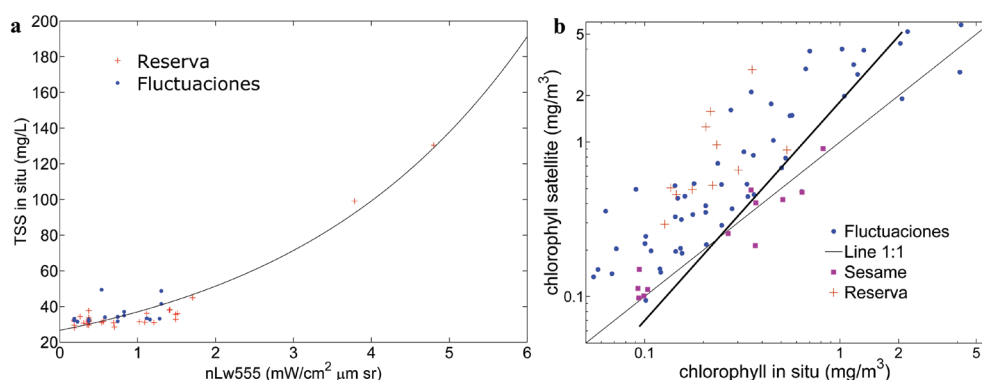 a
TSS in situ (mg/L)
200
180
160
140
120
100
80
60
40
20
Reserva
Fluctuaciones
0 1 2 3 4 5 6
nLw555 (mW/cm² μm sr)
b
chlorophyll satellite (mg/m³)
5
2
1
0.4
0.1
Fluctuaciones
Line 1:1
Sesame
Reserva
0.1 0.4 1 2 5
chlorophyll in situ (mg/m³)